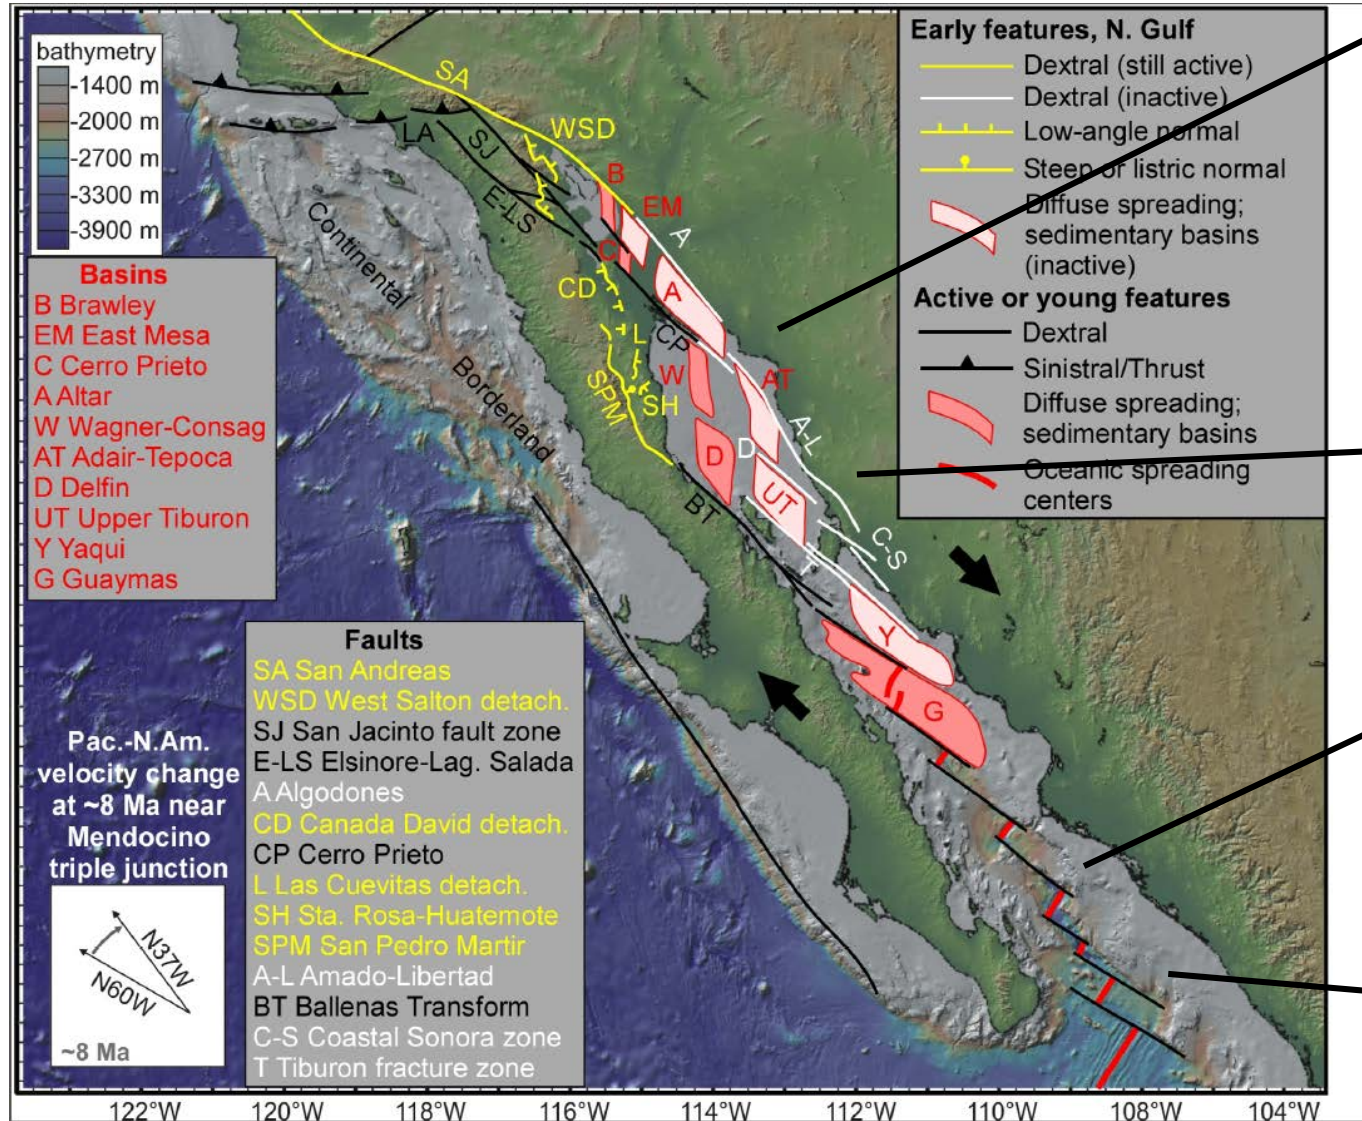 bathymetry
-1400 m
-2000 m
-2700 m
-3300 m
-3900 m
Early features, N. Gulf
Dextral (still active)
Dextral (inactive)
Low-angle normal
Steep or listric normal
Diffuse spreading;
sedimentary basins
(inactive)
Active or young features
Dextral
Sinistral/Thrust
Diffuse spreading;
sedimentary basins
Oceanic spreading
centers
SA
WSD
LA
SJ
E-LS
B
EM
A
C
A
CD
CP
L
W
AT
SPM
SH
A-L
D
D
UT
BT
C-S
T
Y
G
Continental
Borderland
Basins
B Brawley
EM East Mesa
C Cerro Prieto
A Altar
W Wagner-Consag
AT Adair-Tepoca
D Delfin
UT Upper Tiburon
Y Yaqui
G Guaymas
Faults
SA San Andreas
WSD West Salton detach.
SJ San Jacinto fault zone
E-LS Elsinore-Lag. Salada
A Algodones
CD Canada David detach.
CP Cerro Prieto
L Las Cuevitas detach.
SH Sta. Rosa-Huatemote
SPM San Pedro Martir
A-L Amado-Libertad
BT Ballenas Transform
C-S Coastal Sonora zone
T Tiburon fracture zone
Pac.-N.Am.
velocity change
at ~8 Ma near
Mendocino
triple junction
N37W
N60W
~8 Ma
122°W
120°W
118°W
116°W
114°W
112°W
110°W
108°W
104°W